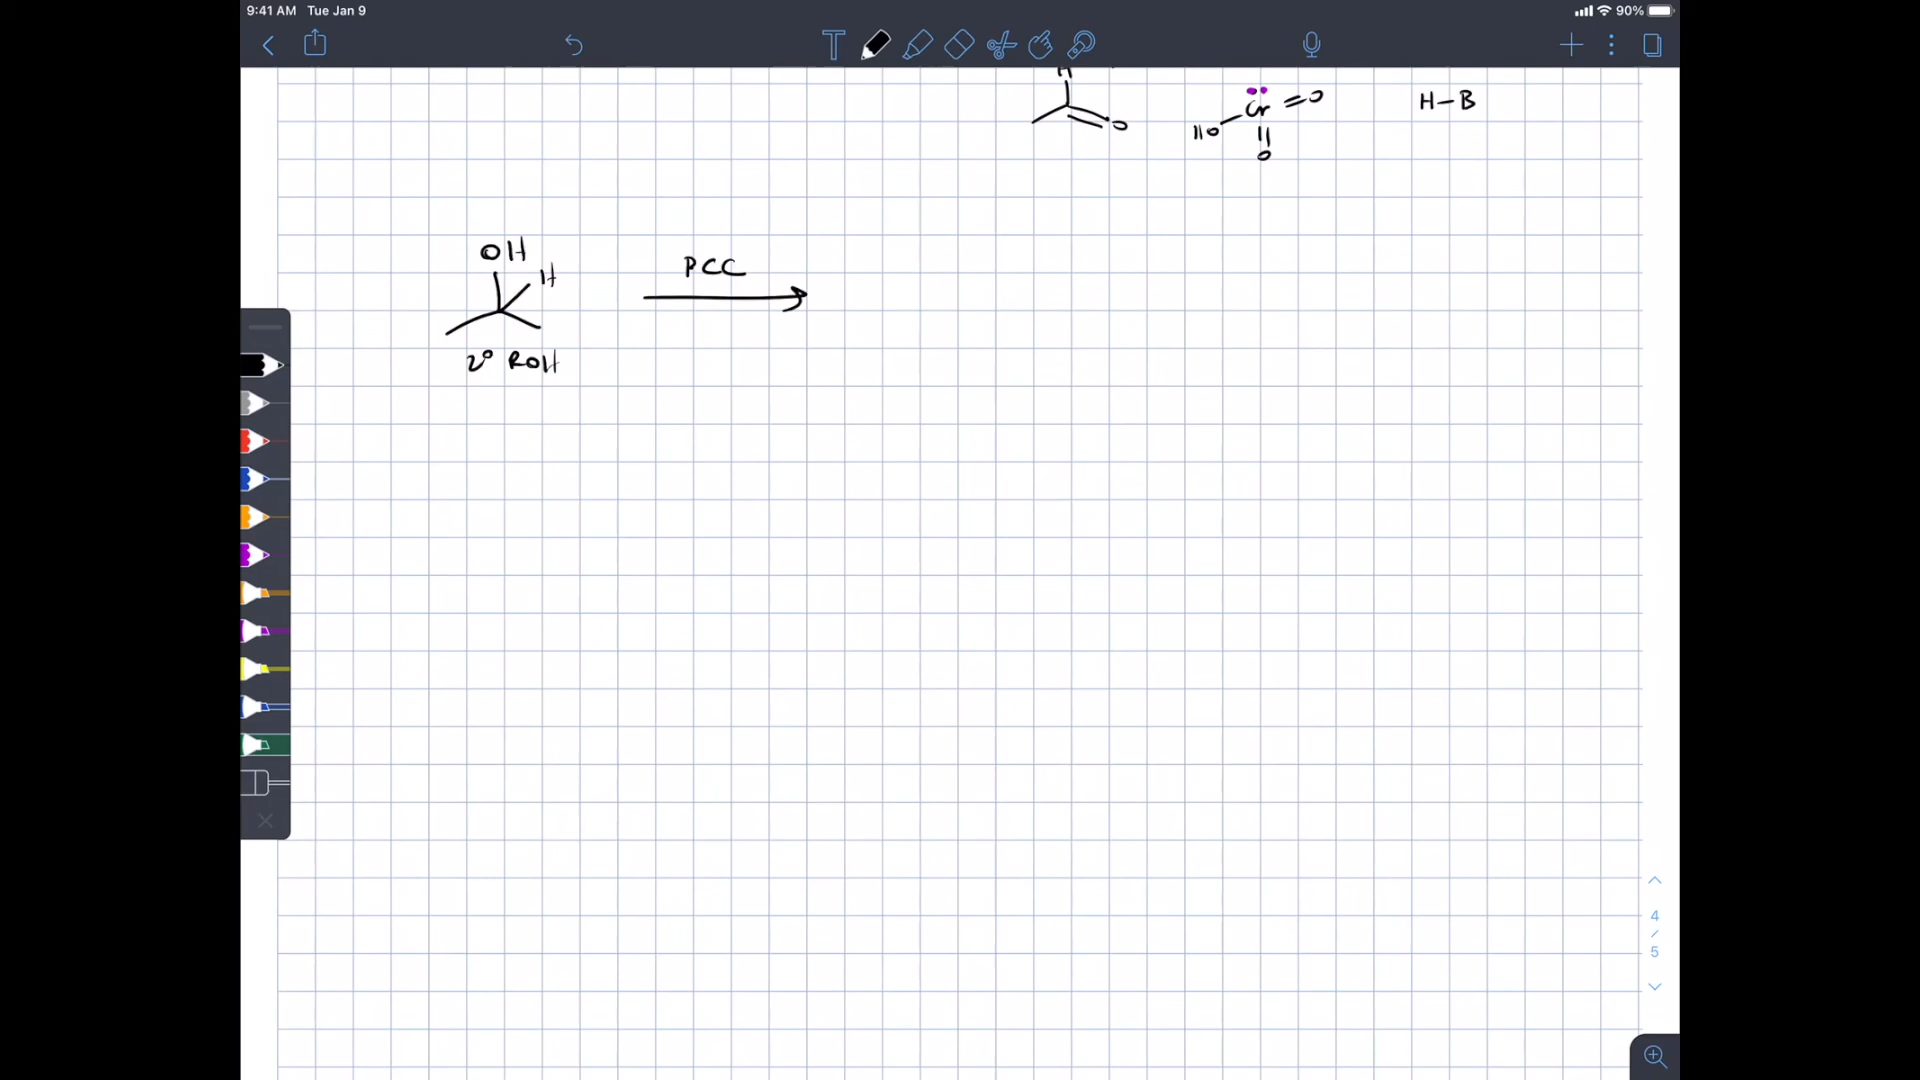 9:41 AM Tue Jan 9
90%
T
H
O
HO Cr =O
O
H-B
OH
H
PCC
2° ROH
4
/
5